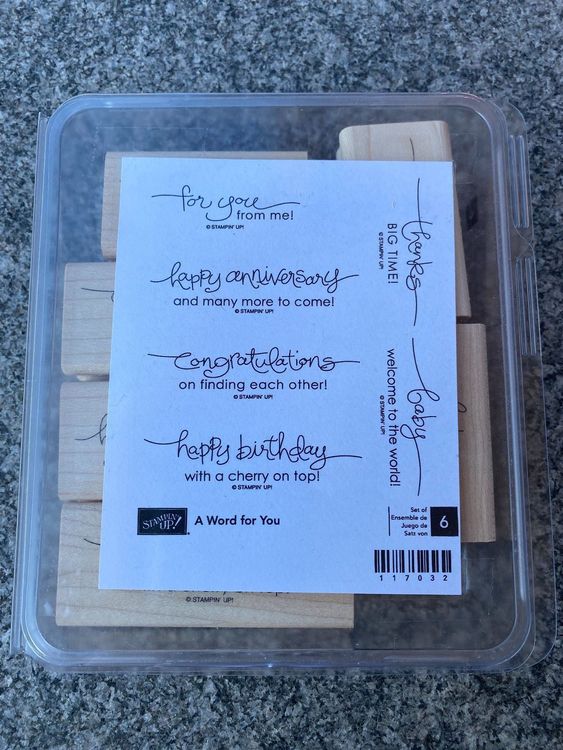 for you
from me!
© STAMPIN' UP!
happy anniversary
and many more to come!
© STAMPIN' UP!
congratulations
on finding each other!
© STAMPIN' UP!
happy birthday
with a cherry on top!
© STAMPIN' UP!
thanks
BIG TIME!
© STAMPIN' UP!
baby
welcome to the world!
© STAMPIN' UP!
STAMPIN' UP!
A Word for You
Set of
Ensemble de
Juego de
Satz von
6
117032
© STAMPIN' UP!